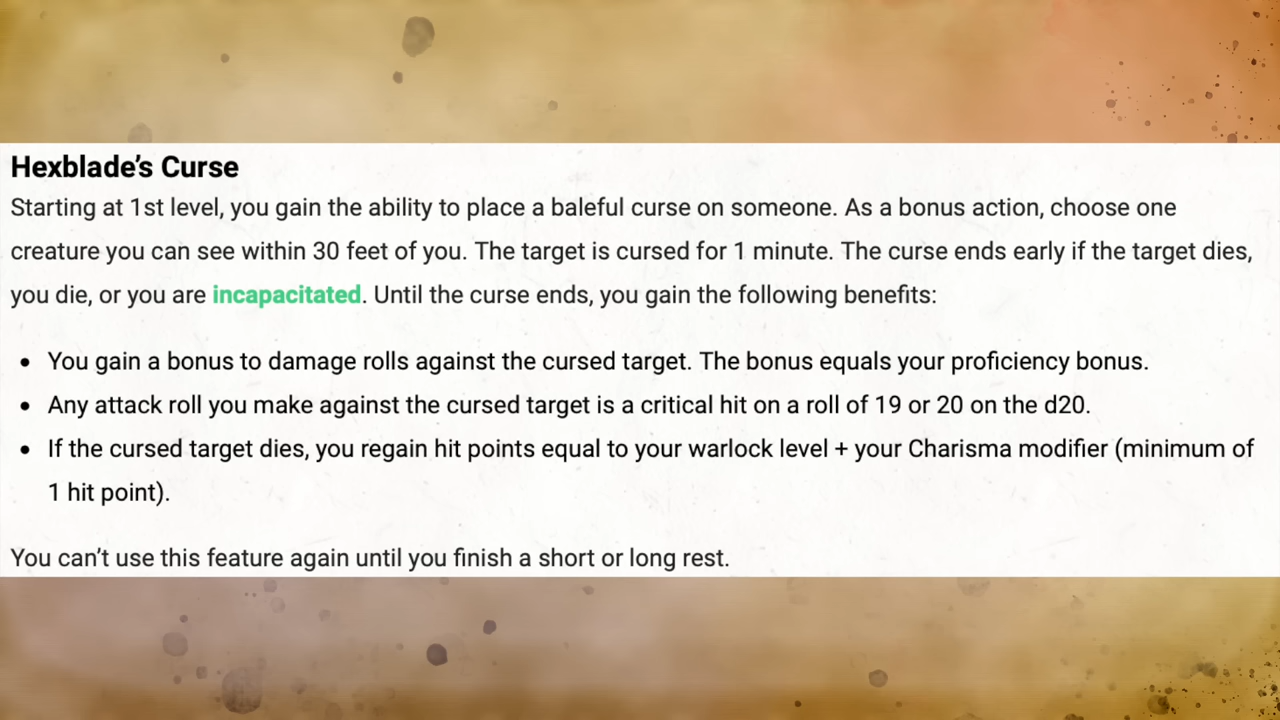 Hexblade’s Curse
Starting at 1st level, you gain the ability to place a baleful curse on someone. As a bonus action, choose one
creature you can see within 30 feet of you. The target is cursed for 1 minute. The curse ends early if the target dies,
you die, or you are incapacitated. Until the curse ends, you gain the following benefits:
• You gain a bonus to damage rolls against the cursed target. The bonus equals your proficiency bonus.
• Any attack roll you make against the cursed target is a critical hit on a roll of 19 or 20 on the d20.
• If the cursed target dies, you regain hit points equal to your warlock level + your Charisma modifier (minimum of
1 hit point).
You can’t use this feature again until you finish a short or long rest.